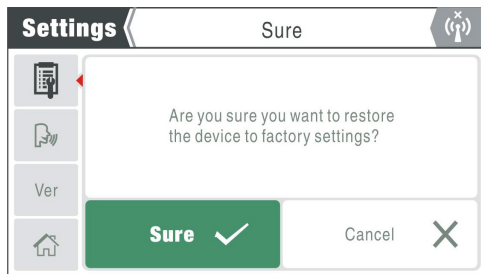 Settings
Sure
Are you sure you want to restore
the device to factory settings?
Ver
Sure
Cancel